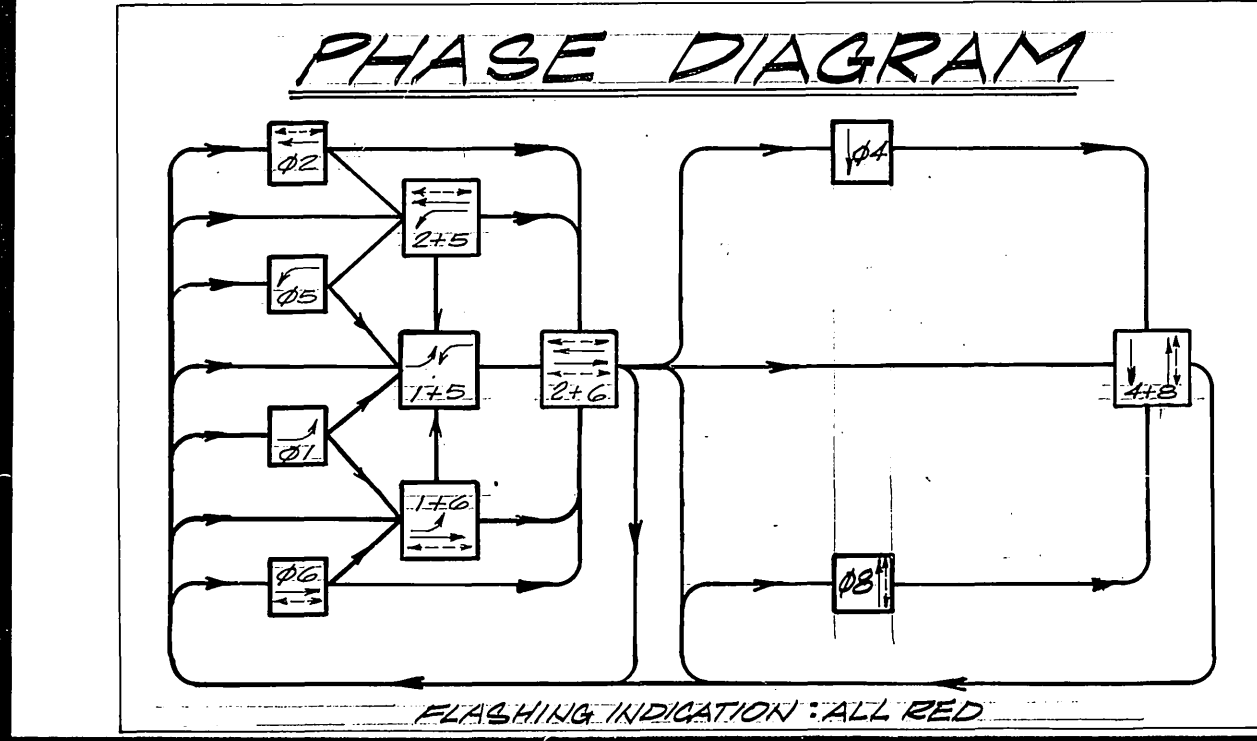 PHASE DIAGRAM
Ø2
Ø4
2+5
Ø5
1+5
2+6
4+8
Ø1
1+6
Ø6
Ø8
FLASHING INDICATION : ALL RED